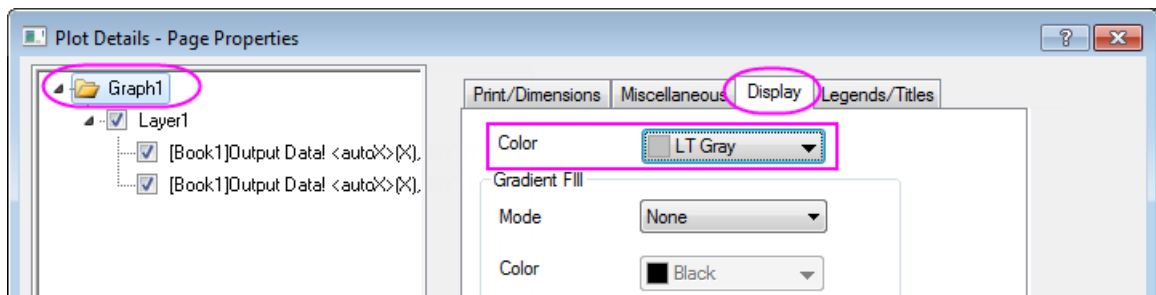 Plot Details - Page Properties
Graph1
Layer1
[Book1]Output Data! <autoX>(X),
[Book1]Output Data! <autoX>(X),
Print/Dimensions Miscellaneous Display Legends/Titles
Color LT Gray
Gradient Fill
Mode None
Color Black